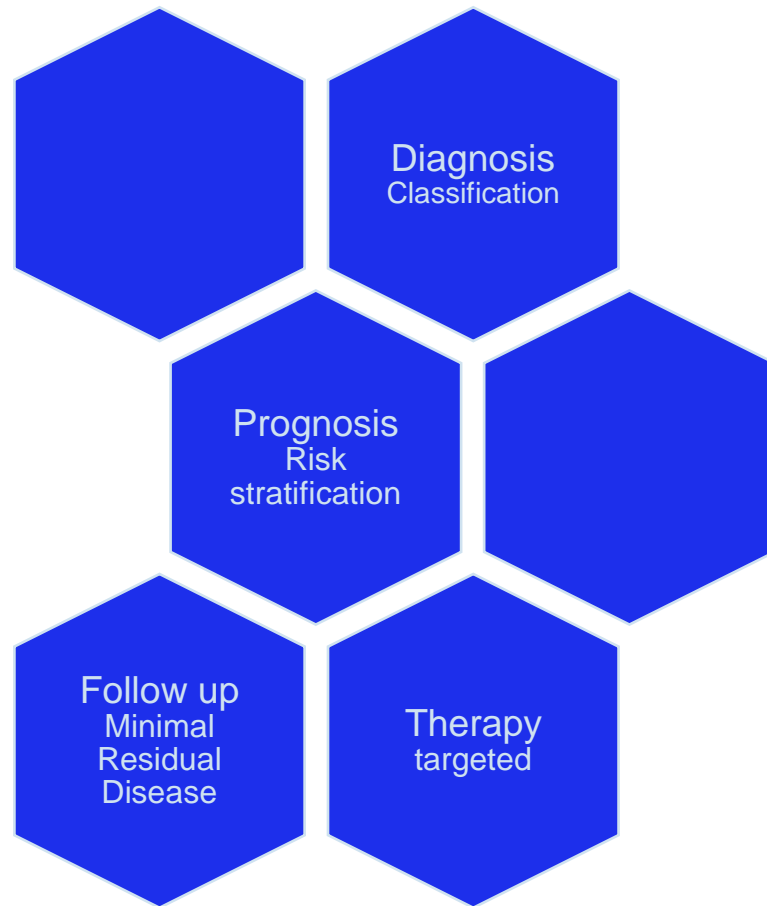 Diagnosis
Classification
Prognosis
Risk
stratification
Follow up
Minimal
Residual
Disease
Therapy
targeted